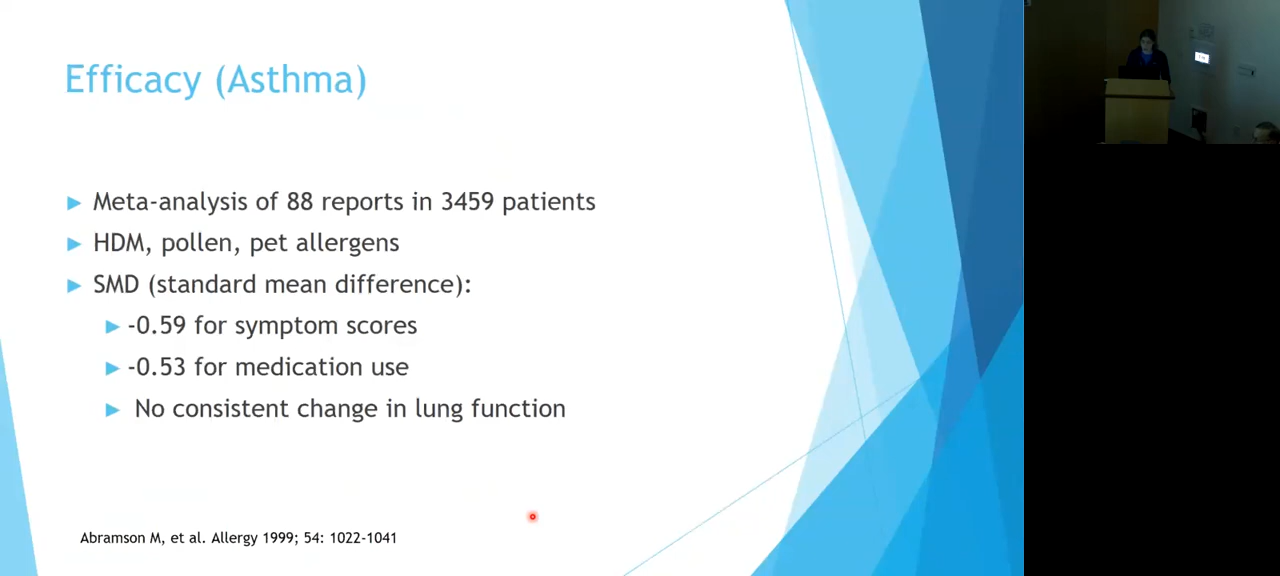 Efficacy (Asthma)
Meta-analysis of 88 reports in 3459 patients
HDM, pollen, pet allergens
SMD (standard mean difference):
-0.59 for symptom scores
-0.53 for medication use
No consistent change in lung function
Abramson M, et al. Allergy 1999; 54: 1022-1041